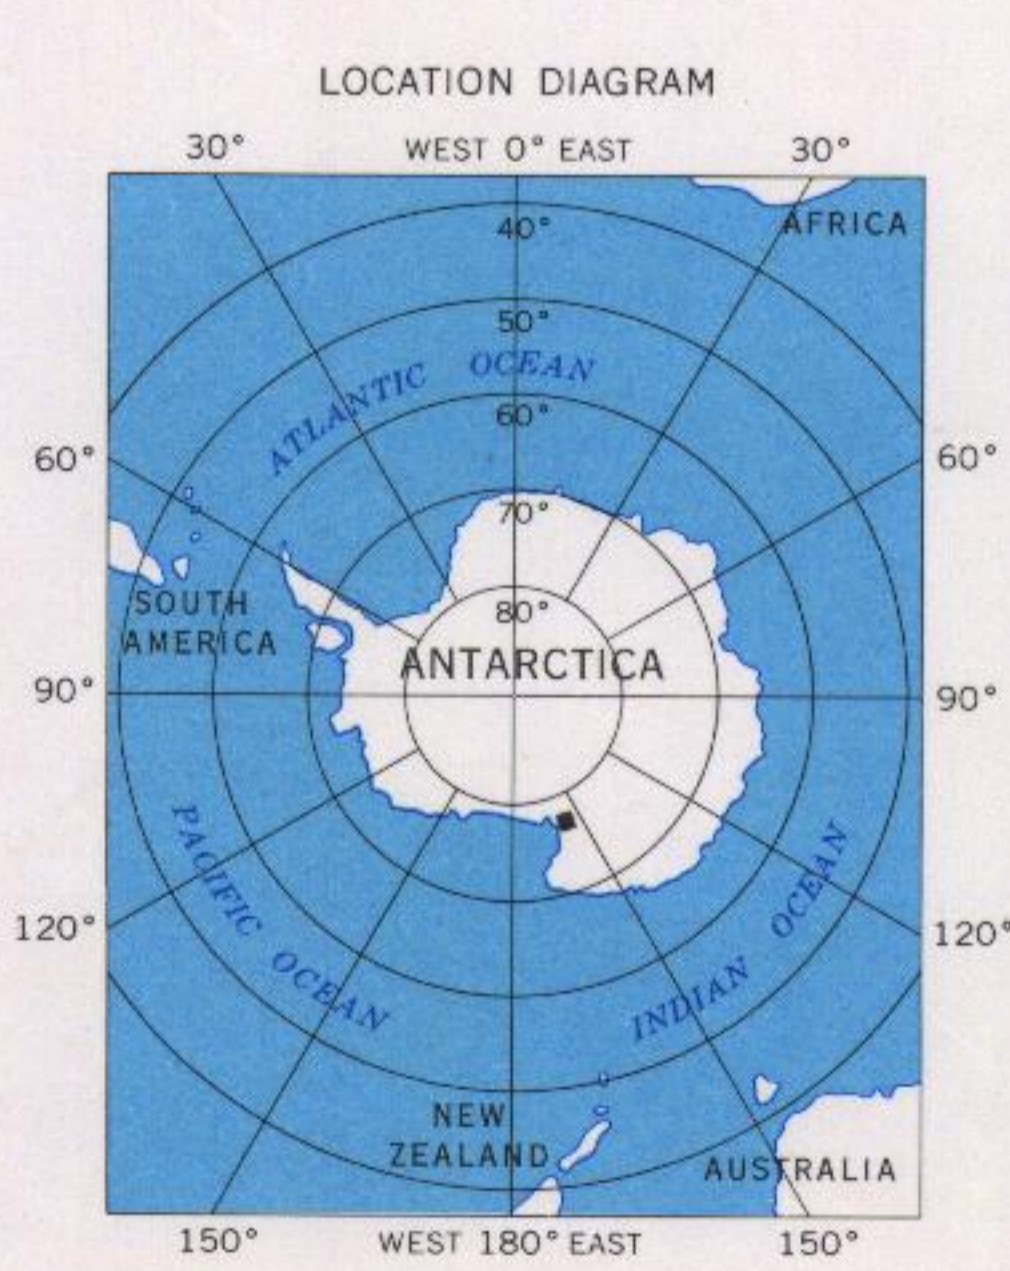 LOCATION DIAGRAM
30° WEST 0° EAST 30°
AFRICA
40°
50°
ATLANTIC OCEAN
60°
60° 60°
70°
80°
SOUTH
AMERICA
ANTARCTICA
90° 90°
PACIFIC OCEAN
INDIAN OCEAN
120° 120°
NEW
ZEALAND
AUSTRALIA
150° WEST 180° EAST 150°